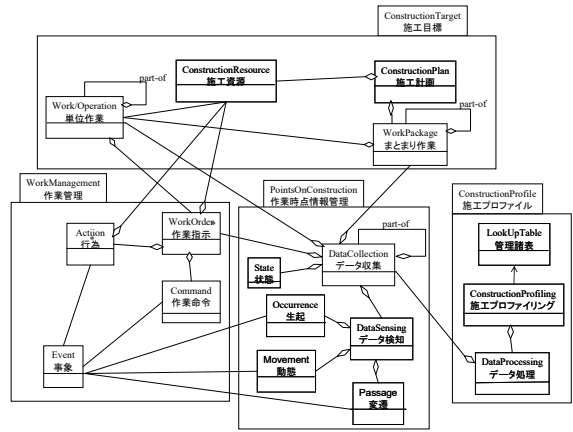 ConstructionTarget
施工目標
ConstructionResource
施工資源
ConstructionPlan
施工計画
part-of
Work/Operation
単位作業
part-of
WorkPackage
まとまり作業
WorkManagement
作業管理
PointsOnConstruction
作業時点情報管理
ConstructionProfile
施工プロファイル
Actiion
行為
WorkOrder
作業指示
part-of
DataCollection
データ収集
State
状態
LookUpTable
管理諸表
Command
作業命令
Occurrence
生起
ConstructionProfiling
施工プロファイリング
DataSensing
データ検知
Event
事象
Movement
動態
DataProcessing
データ処理
Passage
変遷